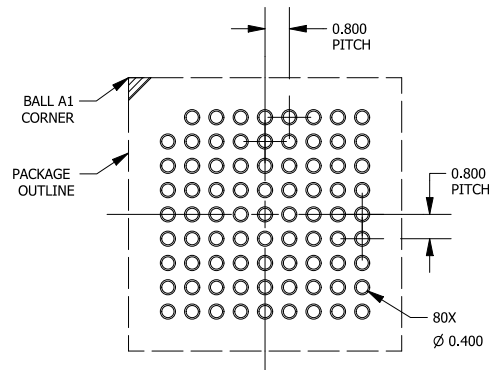 0.800
PITCH
BALL A1
CORNER
PACKAGE
OUTLINE
0.800
PITCH
80X
Ø 0.400